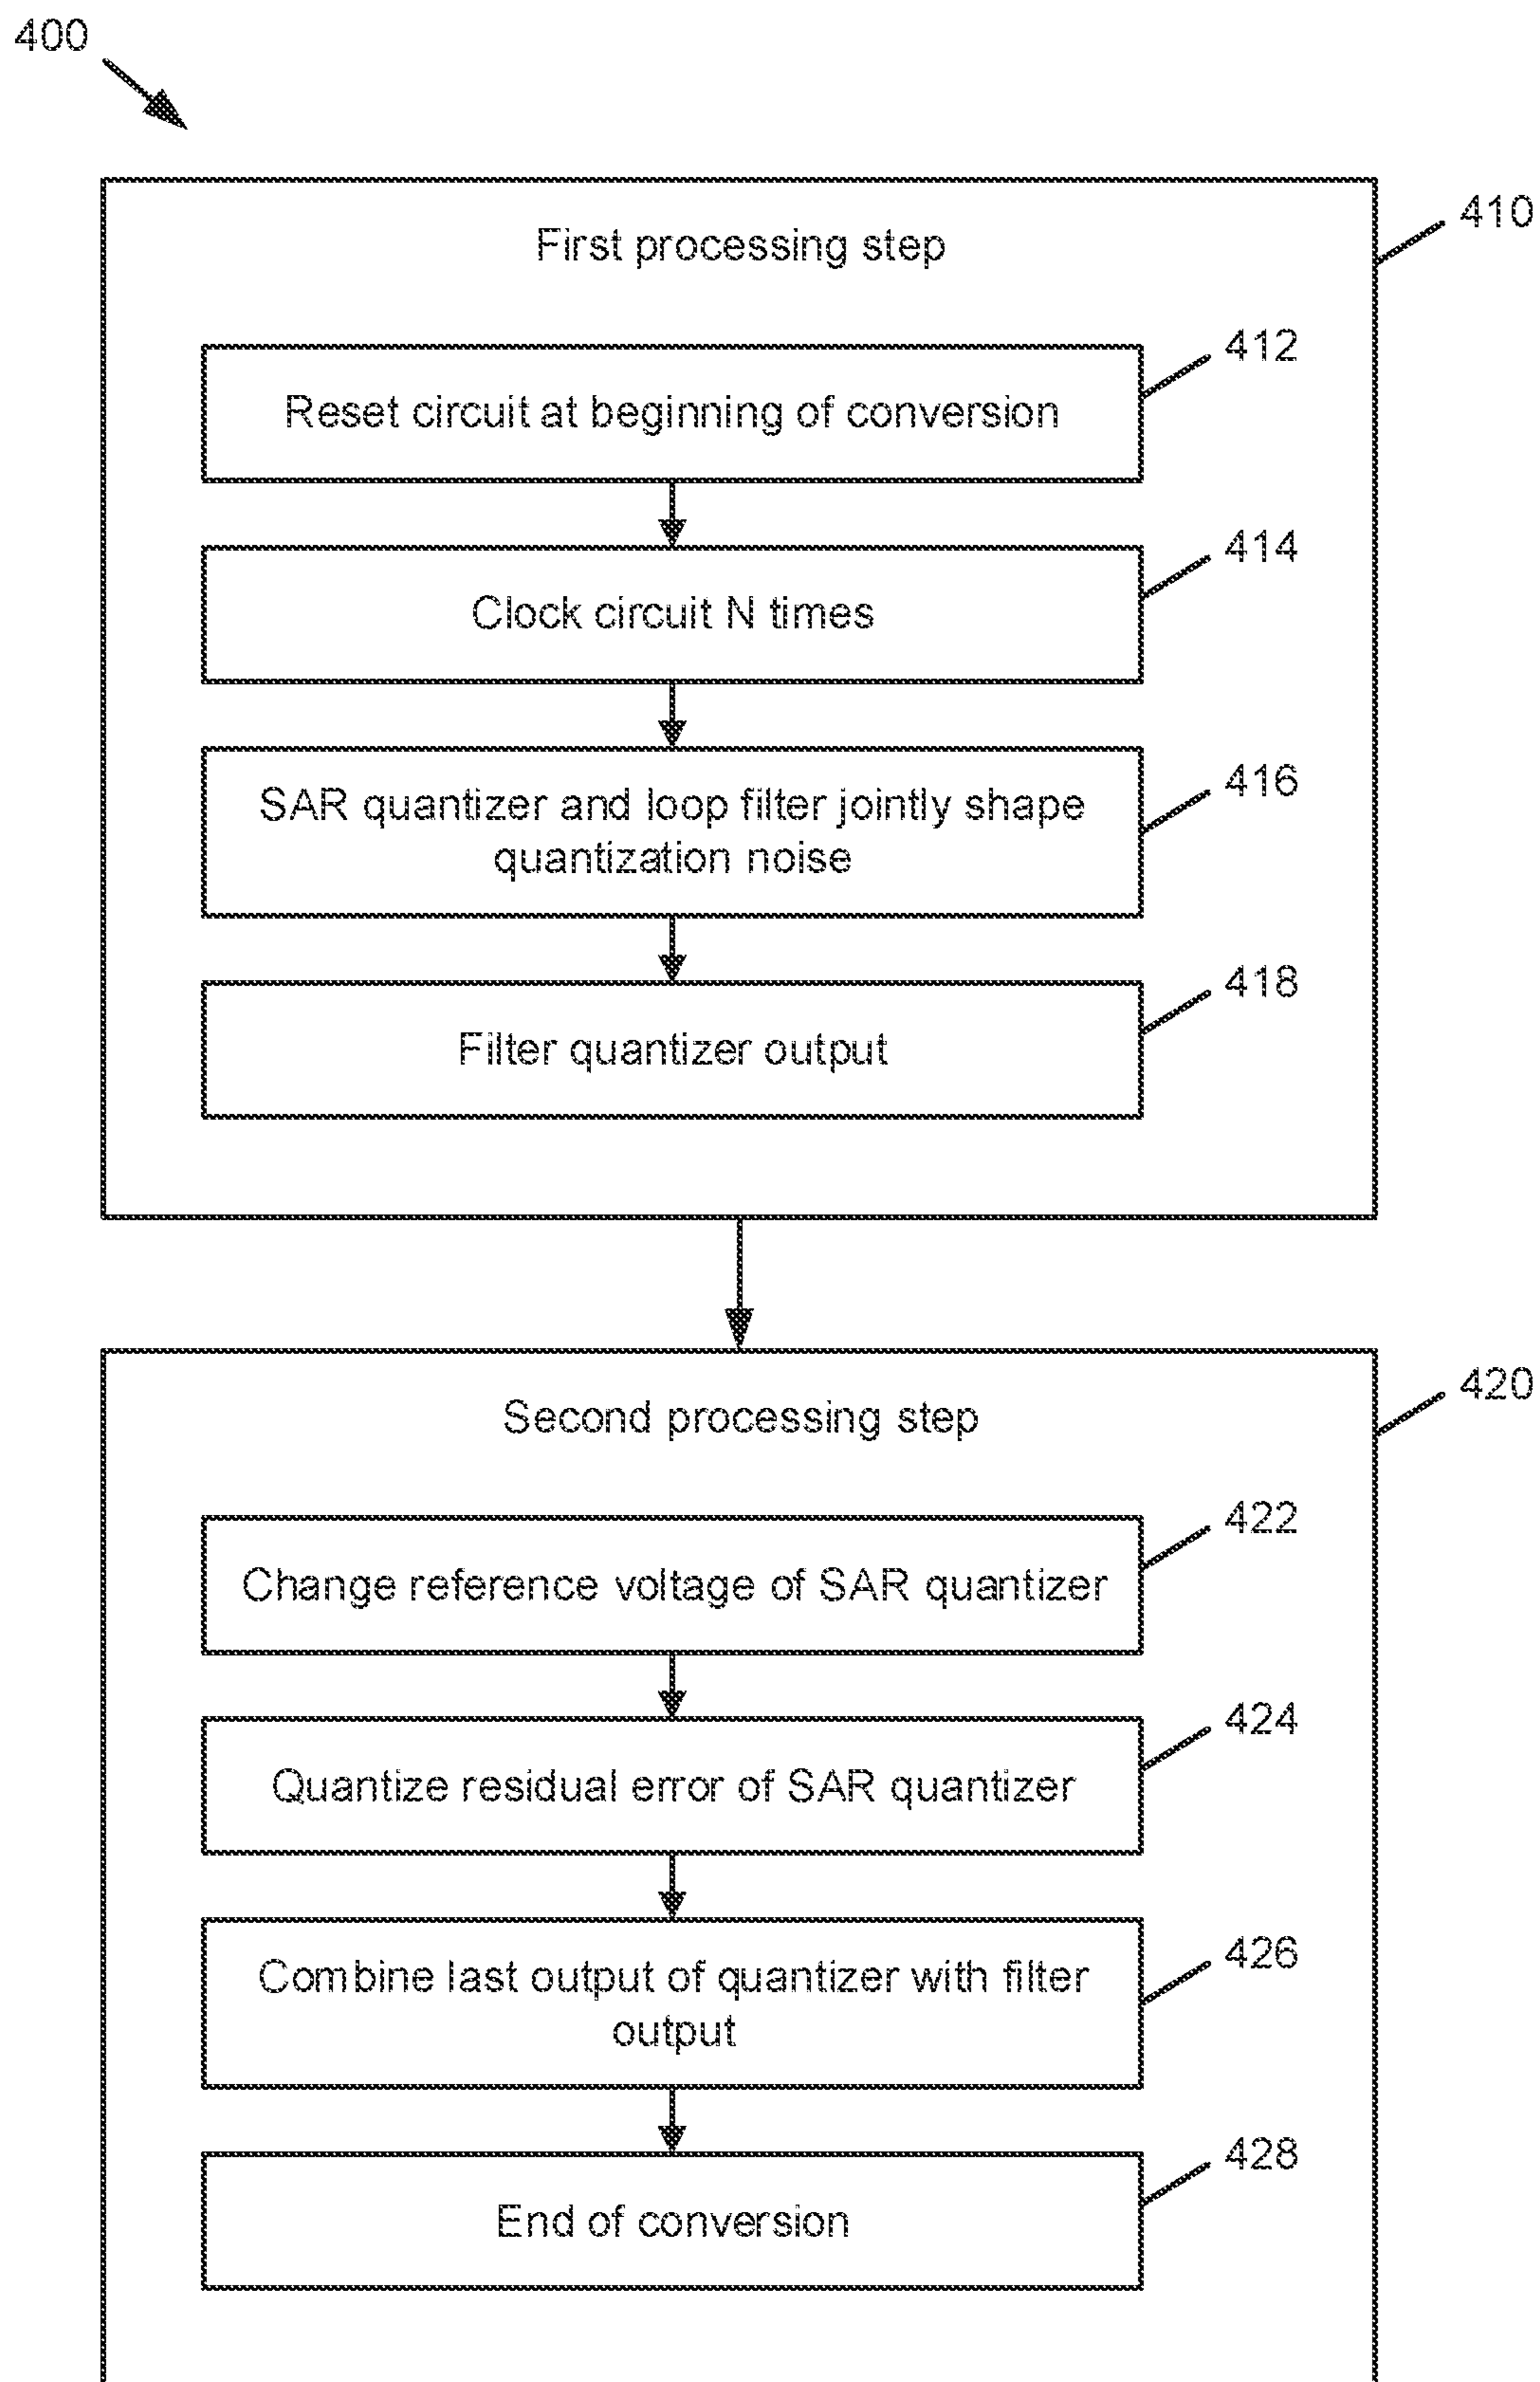 400
410
First processing step
412
Reset circuit at beginning of conversion
414
Clock circuit N times
416
SAR quantizer and loop filter jointly shape
quantization noise
418
Filter quantizer output
420
Second processing step
422
Change reference voltage of SAR quantizer
424
Quantize residual error of SAR quantizer
426
Combine last output of quantizer with filter
output
428
End of conversion